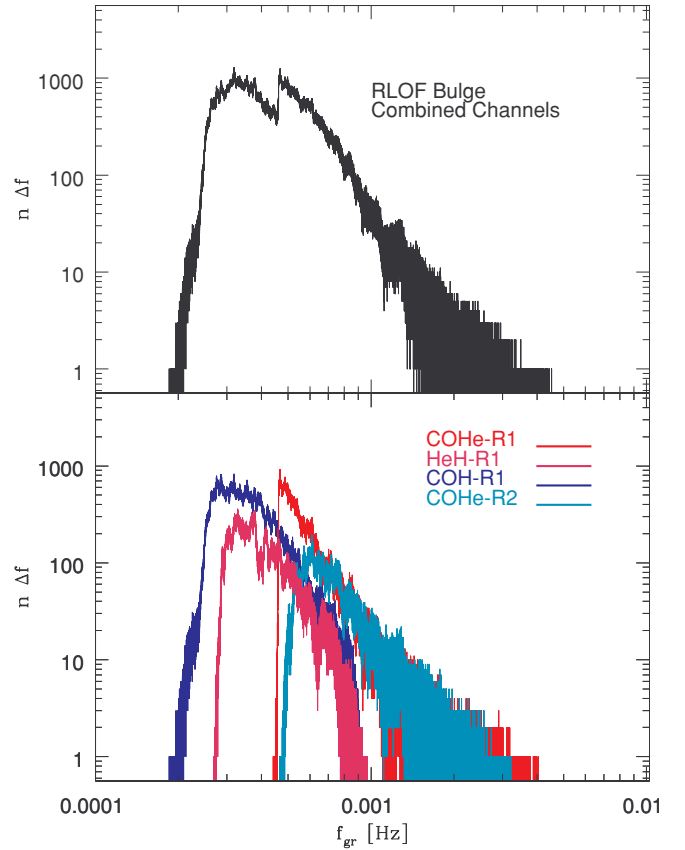 1000
100
10
1
n Δf
RLOF Bulge
Combined Channels
1000
100
10
1
n Δf
COHe-R1
HeH-R1
COH-R1
COHe-R2
0.0001
0.001
0.01
f_gr [Hz]